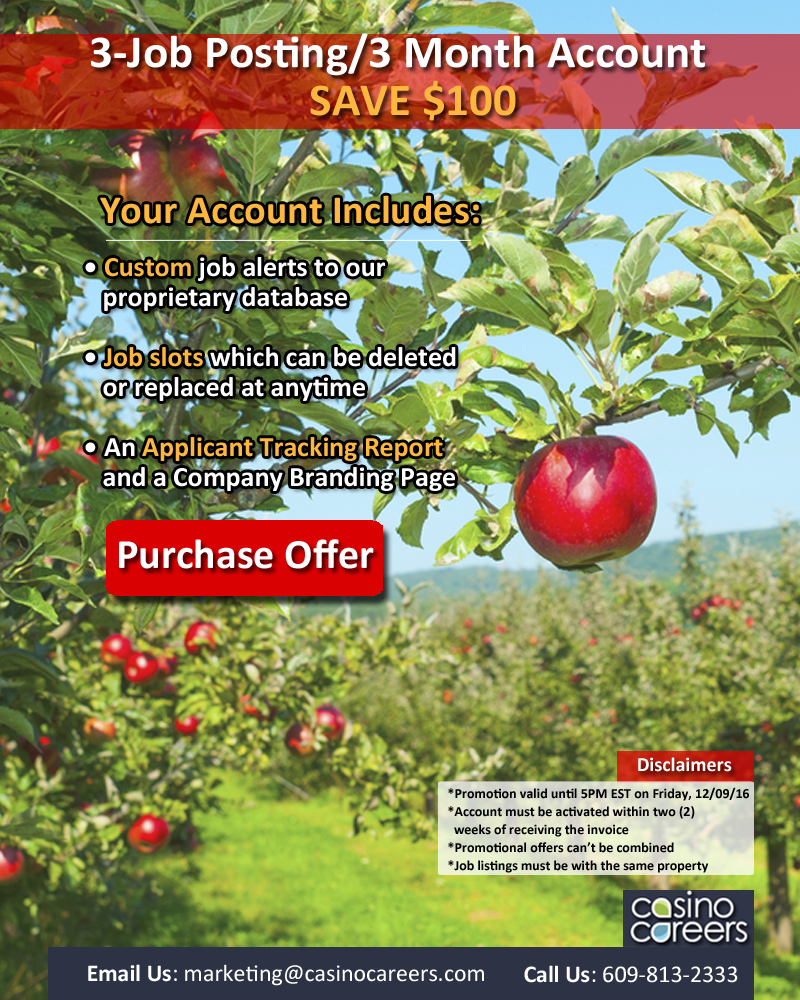 3-Job Posting/3 Month Account
SAVE $100
Your Account Includes:
• Custom job alerts to our
proprietary database
• Job slots which can be deleted
or replaced at anytime
• An Applicant Tracking Report
and a Company Branding Page
Purchase Offer
Disclaimers
*Promotion valid until 5PM EST on Friday, 12/09/16
*Account must be activated within two (2)
weeks of receiving the invoice
*Promotional offers can't be combined
*Job listings must be with the same property
casino
careers
Email Us: marketing@casinocareers.com Call Us: 609-813-2333